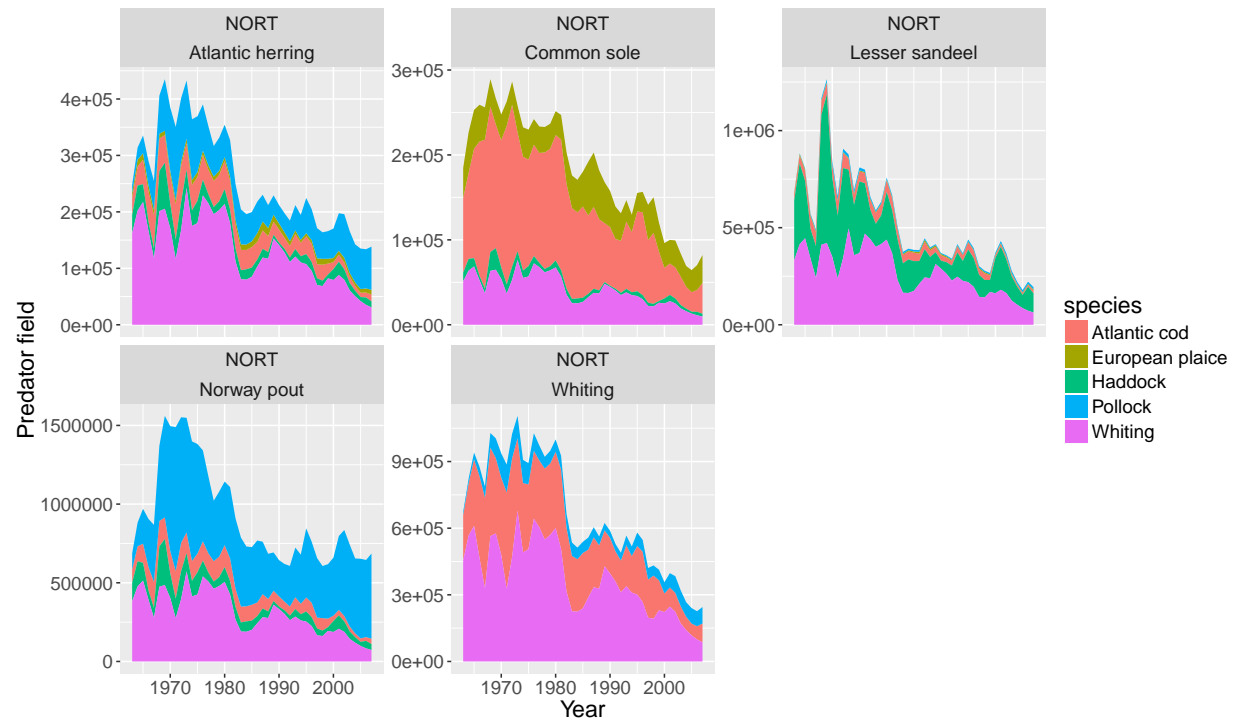 NORT
Atlantic herring
NORT
Common sole
NORT
Lesser sandeel
4e+05
3e+05
2e+05
1e+05
0e+00
3e+05
2e+05
1e+05
0e+00
1e+06
5e+05
0e+00
NORT
Norway pout
NORT
Whiting
1500000
1000000
500000
0
9e+05
6e+05
3e+05
0e+00
1970 1980 1990 2000
1970 1980 1990 2000
Year
Predator field
species
Atlantic cod
European plaice
Haddock
Pollock
Whiting